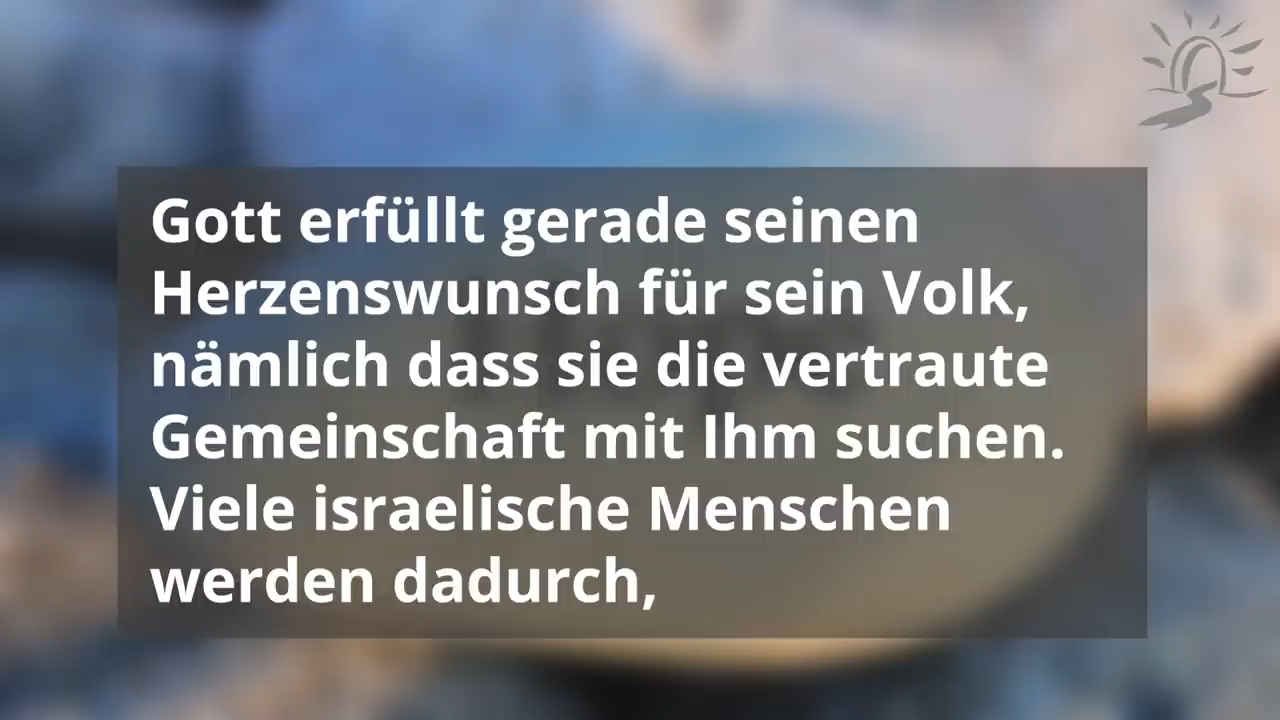 Gott erfüllt gerade seinen
Herzenswunsch für sein Volk,
nämlich dass sie die vertraute
Gemeinschaft mit Ihm suchen.
Viele israelische Menschen
werden dadurch,